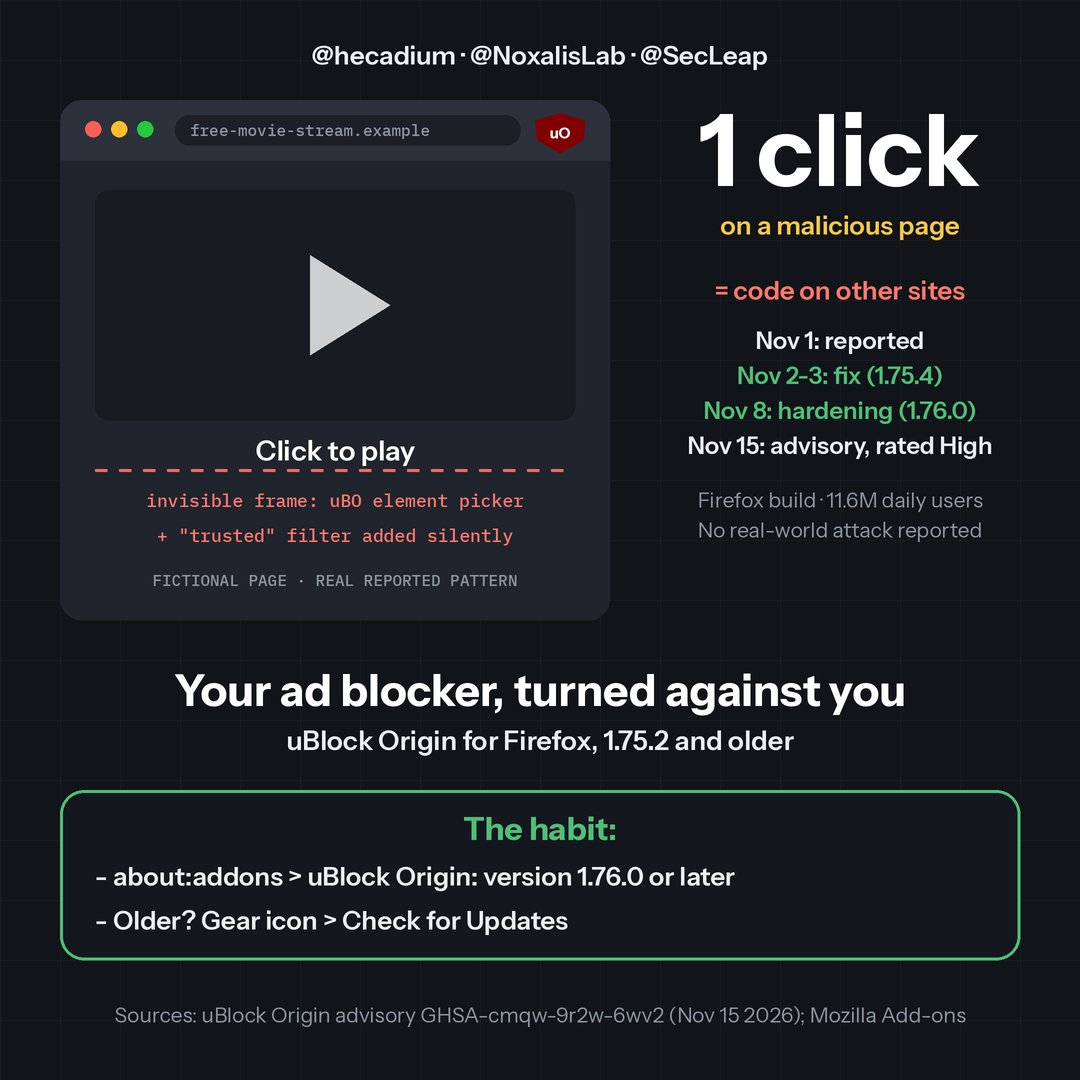 @hecadium · @NoxalisLab · @SecLeap
free-movie-stream.example
uO
Click to play
invisible frame: uBO element picker
+ "trusted" filter added silently
FICTIONAL PAGE · REAL REPORTED PATTERN
1 click
on a malicious page
= code on other sites
Nov 1: reported
Nov 2-3: fix (1.75.4)
Nov 8: hardening (1.76.0)
Nov 15: advisory, rated High
Firefox build · 11.6M daily users
No real-world attack reported
Your ad blocker, turned against you
uBlock Origin for Firefox, 1.75.2 and older
The habit:
- about:addons > uBlock Origin: version 1.76.0 or later
- Older? Gear icon > Check for Updates
Sources: uBlock Origin advisory GHSA-cmqw-9r2w-6wv2 (Nov 15 2026); Mozilla Add-ons